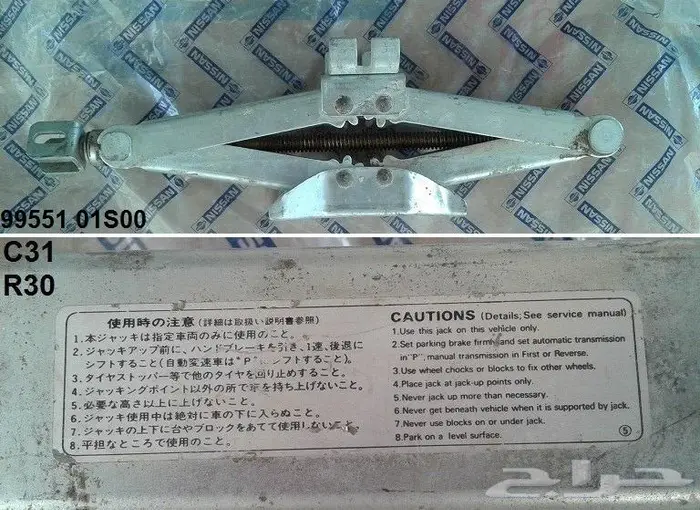 NISSAN
99551 01S00
C31
R30
使用時の注意 (詳細は取扱い説明書参照)
1.本ジャッキは指定車両のみに使用のこと。
2.ジャッキアップ前に、ハンドブレーキを引き、1速、後退に
シフトすること(自動変速車は"P"にシフトすること)。
3.タイヤストッパー等で他のタイヤを回り止めすること。
4.ジャッキングポイント以外の所で車を持ち上げないこと。
5.必要な高さ以上に上げないこと。
6.ジャッキ使用中は絶対に車の下に入らぬこと。
7.ジャッキの上下に台やブロックをあてて使用しないこと。
8.平担なところで使用のこと。
CAUTIONS (Details; See service manual)
1.Use this jack on this vehicle only.
2.Set parking brake firmly and set automatic transmission
in "P", manual transmission in First or Reverse.
3.Use wheel chocks or blocks to fix other wheels.
4.Place jack at jack-up points only.
5.Never jack up more than necessary.
6.Never get beneath vehicle when it is supported by jack.
7.Never use blocks on or under jack.
8.Park on a level surface.
⑤
حراج